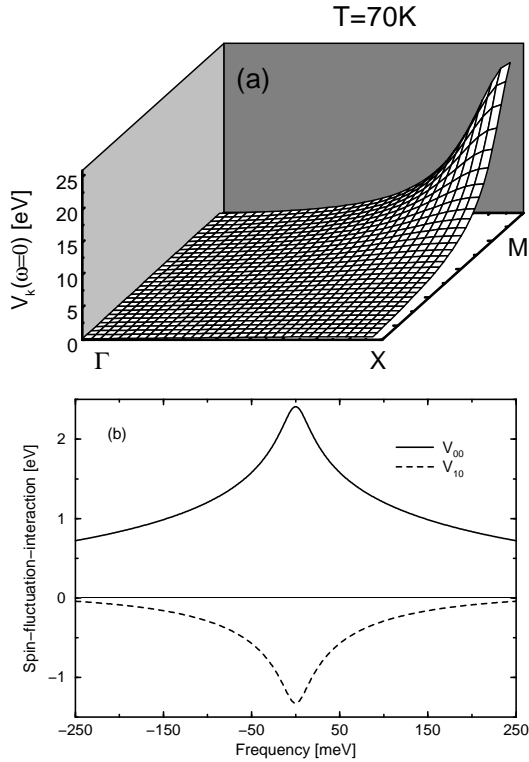 T=70K
(a)
25
20
15
10
5
0
V_k(ω=0) [eV]
Γ
X
M
(b)
V_00
V_10
2
1
0
−1
Spin−fluctuation−interaction [eV]
−250 −150 −50 50 150 250
Frequency [meV]